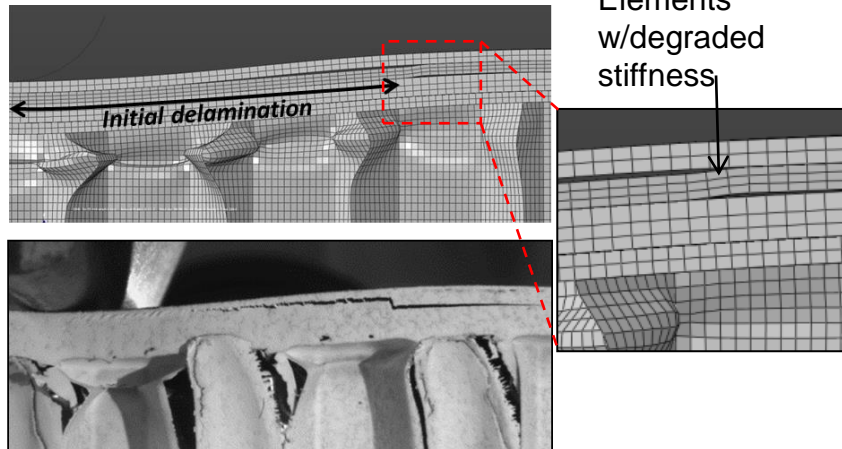 Elements
w/degraded
stiffness
Initial delamination